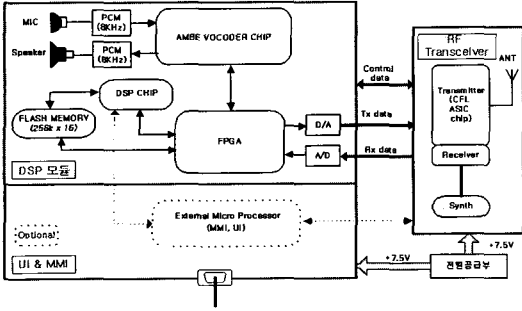 MIC
PCM
(8KHz)
AMBE VOCODER CHIP
Speaker
PCM
(8KHz)
DSP CHIP
FLASH MEMORY
(256k x 16)
FPGA
D/A
A/D
DSP 모듈
Control
data
Tx data
Rx data
RF
Transceiver
ANT
Transmitter
(CFL
ASIC
chip)
Receiver
Synth
External Micro Processor
(MMI, UI)
Optional
UI & MMI
+7.5V
+7.5V
전원공급부